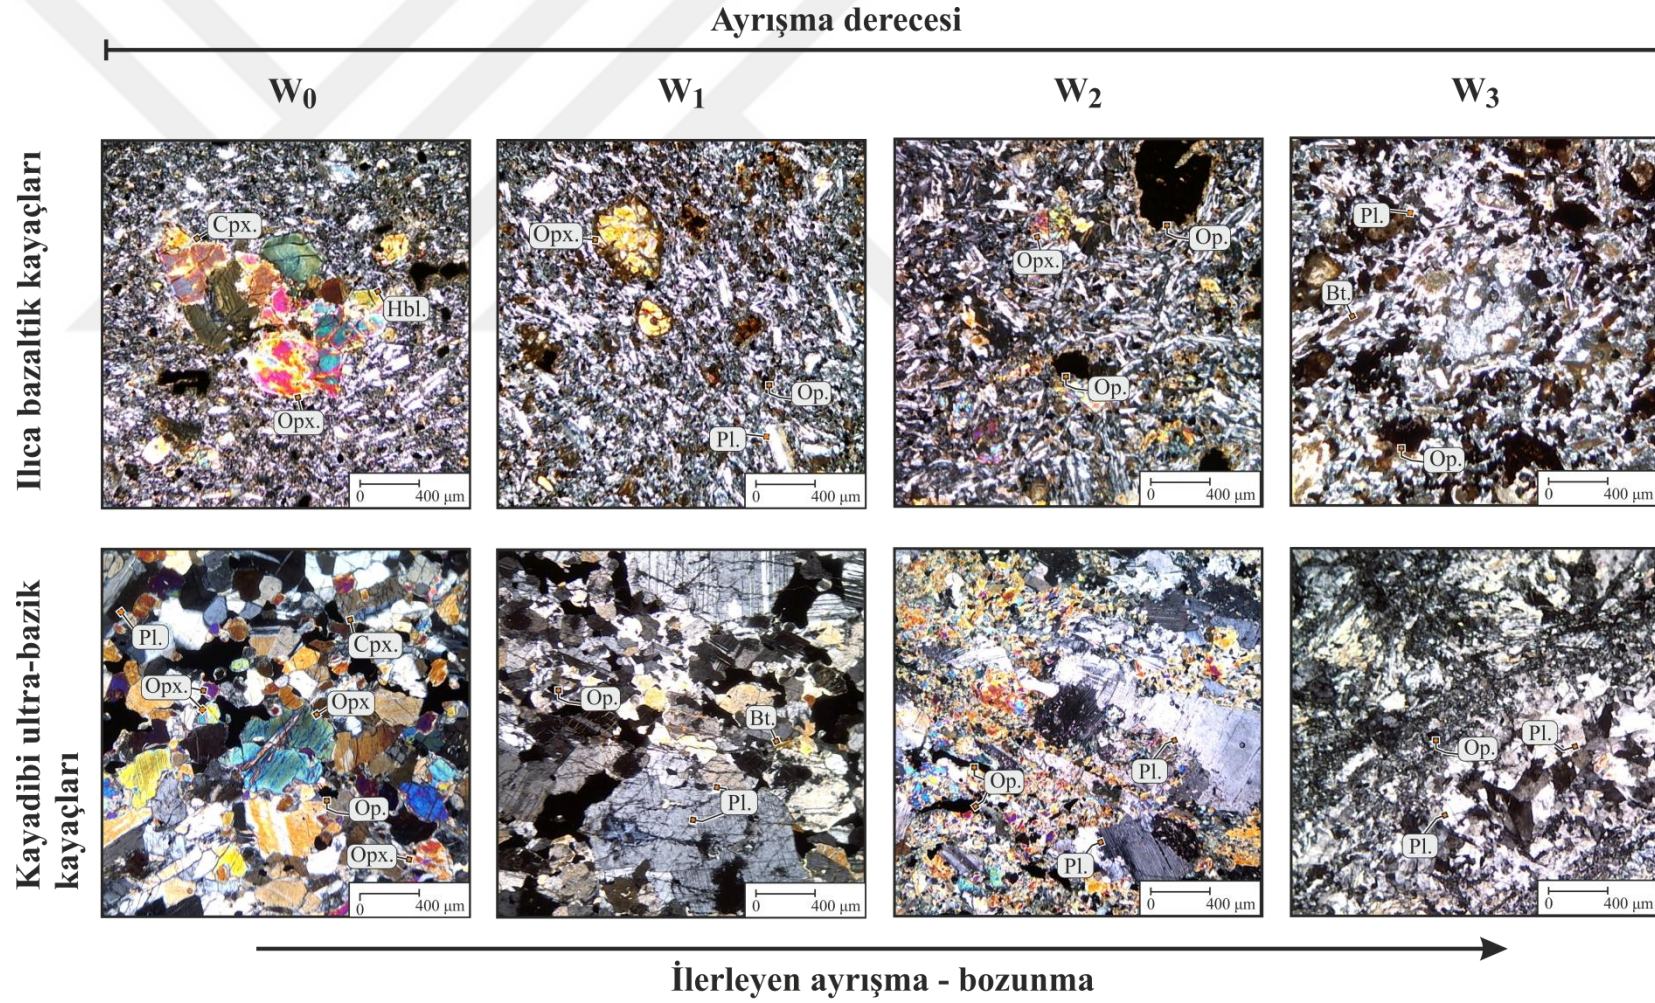 Ayrışma derecesi
W0 W1 W2 W3
Ilıca bazaltik kayaçları
Cpx.
Hbl.
Opx.
0 400 µm
Opx.
Op.
Pl.
0 400 µm
Opx.
Op.
Op.
0 400 µm
Pl.
Bt.
Op.
0 400 µm
Kayadibi ultra-bazik
kayaçları
Pl.
Cpx.
Opx.
Opx
Op.
Opx.
0 400 µm
Op.
Bt.
Pl.
0 400 µm
Pl.
Op.
Pl.
0 400 µm
Op.
Pl.
Pl.
0 400 µm
İlerleyen ayrışma - bozunma